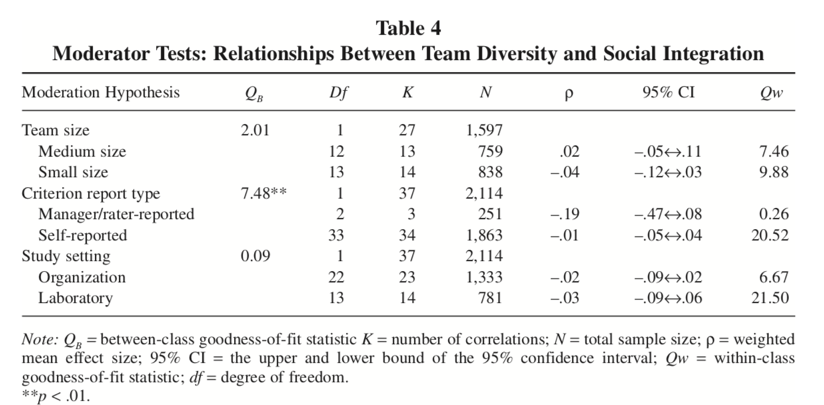 Table 4
Moderator Tests: Relationships Between Team Diversity and Social Integration
Moderation Hypothesis Q_B Df K N ρ 95% CI Qw
Team size 2.01 1 27 1,597
Medium size 12 13 759 .02 –.05↔.11 7.46
Small size 13 14 838 –.04 –.12↔.03 9.88
Criterion report type 7.48** 1 37 2,114
Manager/rater-reported 2 3 251 –.19 –.47↔.08 0.26
Self-reported 33 34 1,863 –.01 –.05↔.04 20.52
Study setting 0.09 1 37 2,114
Organization 22 23 1,333 –.02 –.09↔.02 6.67
Laboratory 13 14 781 –.03 –.09↔.06 21.50
Note: Q_B = between-class goodness-of-fit statistic K = number of correlations; N = total sample size; ρ = weighted
mean effect size; 95% CI = the upper and lower bound of the 95% confidence interval; Qw = within-class
goodness-of-fit statistic; df = degree of freedom.
**p < .01.